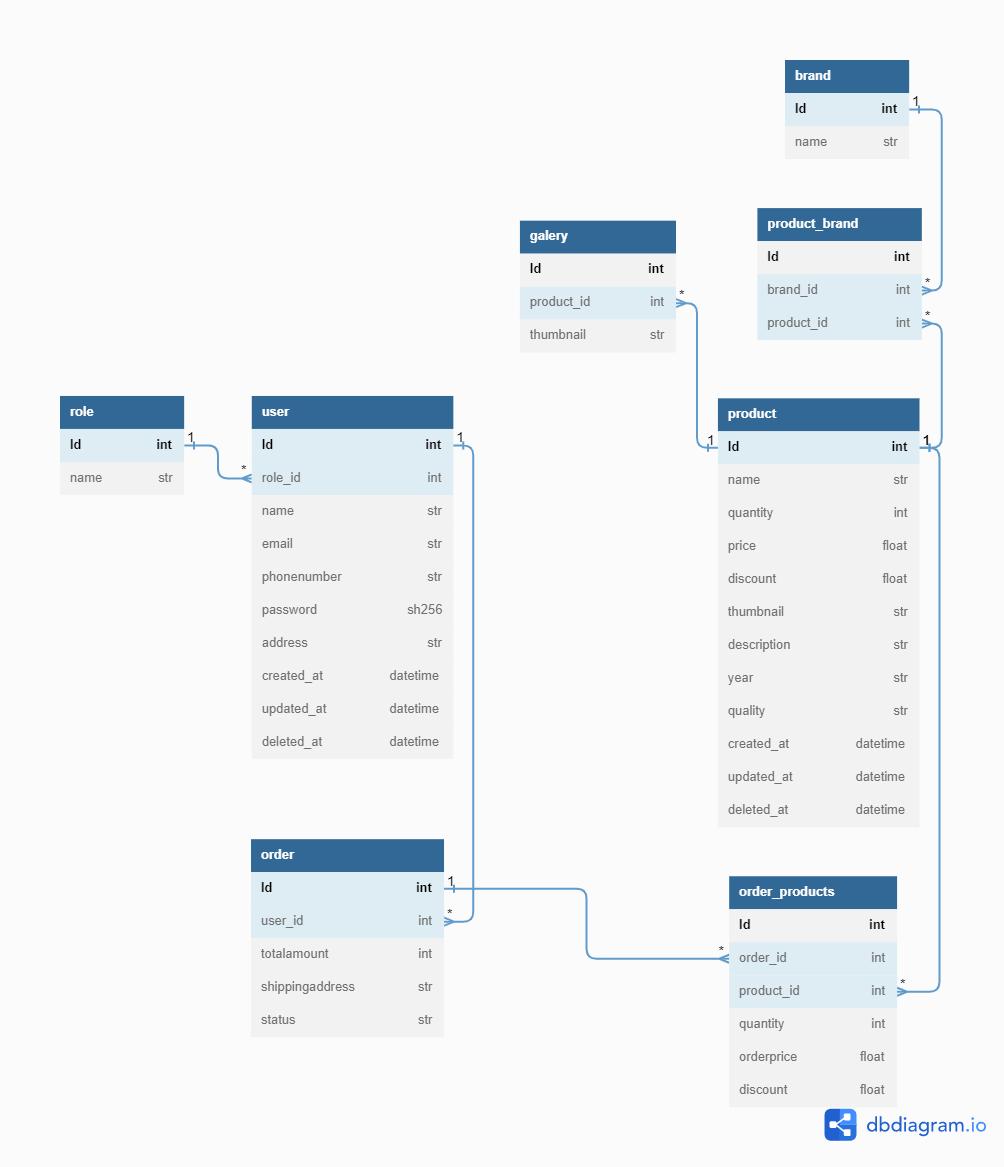 brand
Id int
name str
1
product_brand
Id int
brand_id int
*
product_id int
*
galery
Id int
product_id int
*
thumbnail str
role
Id int
1
name str
user
Id int
1
*
role_id int
name str
email str
phonenumber str
password sh256
address str
created_at datetime
updated_at datetime
deleted_at datetime
product
1
Id int
1
name str
quantity int
price float
discount float
thumbnail str
description str
year str
quality str
created_at datetime
updated_at datetime
deleted_at datetime
order
Id int
1
user_id int
*
totalamount int
shippingaddress str
status str
order_products
Id int
*
order_id int
product_id int
*
quantity int
orderprice float
discount float
dbdiagram.io